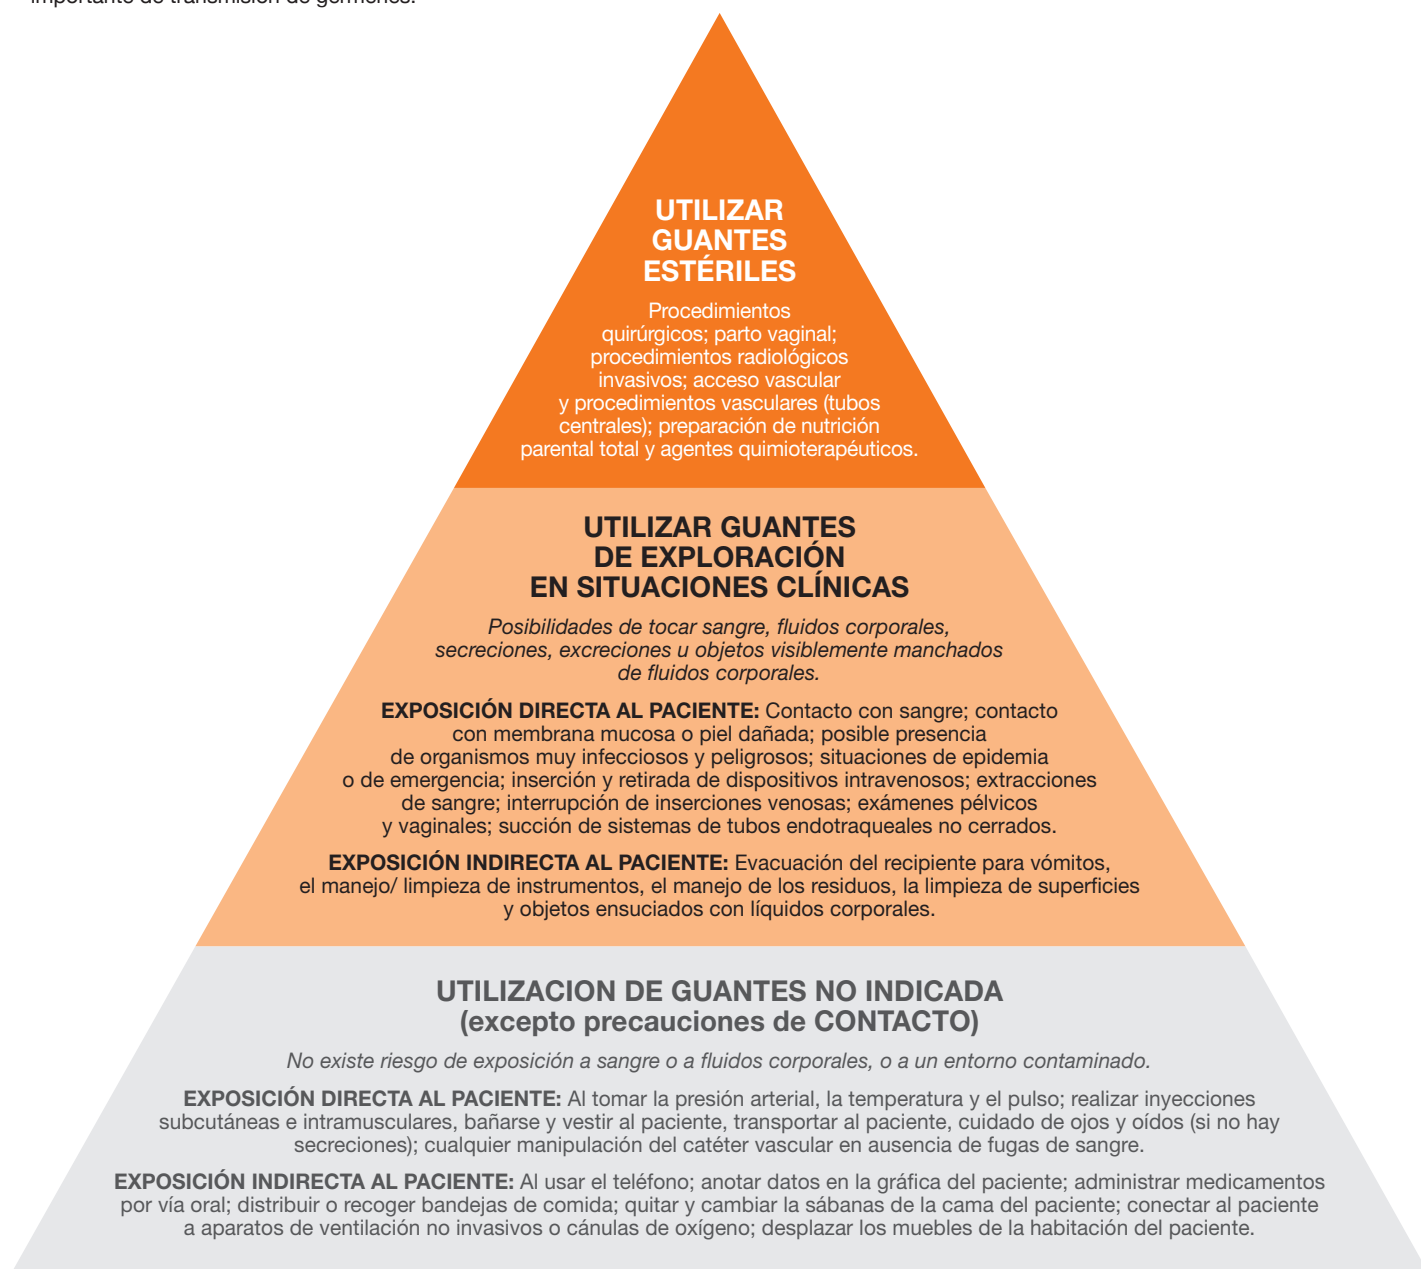 importante de transmisión de gérmenes.
UTILIZAR
GUANTES
ESTÉRILES
Procedimientos
quirúrgicos; parto vaginal;
procedimientos radiológicos
invasivos; acceso vascular
y procedimientos vasculares (tubos
centrales); preparación de nutrición
parental total y agentes quimioterapéuticos.
UTILIZAR GUANTES
DE EXPLORACIÓN
EN SITUACIONES CLÍNICAS
Posibilidades de tocar sangre, fluidos corporales,
secreciones, excreciones u objetos visiblemente manchados
de fluidos corporales.
EXPOSICIÓN DIRECTA AL PACIENTE: Contacto con sangre; contacto
con membrana mucosa o piel dañada; posible presencia
de organismos muy infecciosos y peligrosos; situaciones de epidemia
o de emergencia; inserción y retirada de dispositivos intravenosos; extracciones
de sangre; interrupción de inserciones venosas; exámenes pélvicos
y vaginales; succión de sistemas de tubos endotraqueales no cerrados.
EXPOSICIÓN INDIRECTA AL PACIENTE: Evacuación del recipiente para vómitos,
el manejo/ limpieza de instrumentos, el manejo de los residuos, la limpieza de superficies
y objetos ensuciados con líquidos corporales.
UTILIZACION DE GUANTES NO INDICADA
(excepto precauciones de CONTACTO)
No existe riesgo de exposición a sangre o a fluidos corporales, o a un entorno contaminado.
EXPOSICIÓN DIRECTA AL PACIENTE: Al tomar la presión arterial, la temperatura y el pulso; realizar inyecciones
subcutáneas e intramusculares, bañarse y vestir al paciente, transportar al paciente, cuidado de ojos y oídos (si no hay
secreciones); cualquier manipulación del catéter vascular en ausencia de fugas de sangre.
EXPOSICIÓN INDIRECTA AL PACIENTE: Al usar el teléfono; anotar datos en la gráfica del paciente; administrar medicamentos
por vía oral; distribuir o recoger bandejas de comida; quitar y cambiar la sábanas de la cama del paciente; conectar al paciente
a aparatos de ventilación no invasivos o cánulas de oxígeno; desplazar los muebles de la habitación del paciente.